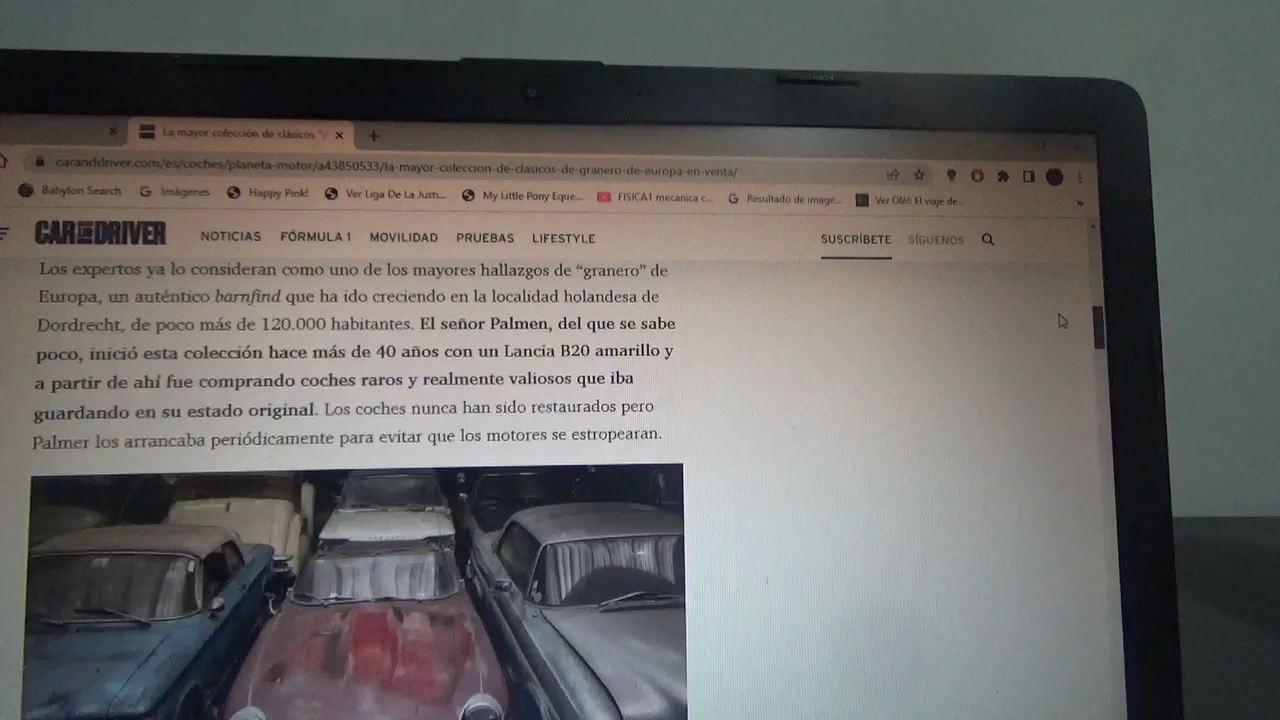 La mayor colección de clásicos "c
caranddriver.com/es/coches/planeta-motor/a43850533/la-mayor-coleccion-de-clasicos-de-granero-de-europa-en-venta/
Babylon Search Imágenes Happy Pink! Ver Liga De La Justi... My Little Pony Eque... FISICA1 mecanica c... Resultado de image... Ver Olé!: El viaje de... »
CAR AND DRIVER NOTICIAS FÓRMULA 1 MOVILIDAD PRUEBAS LIFESTYLE SUSCRÍBETE SÍGUENOS
Los expertos ya lo consideran como uno de los mayores hallazgos de “granero” de
Europa, un auténtico barnfind que ha ido creciendo en la localidad holandesa de
Dordrecht, de poco más de 120.000 habitantes. El señor Palmen, del que se sabe
poco, inició esta colección hace más de 40 años con un Lancia B20 amarillo y
a partir de ahí fue comprando coches raros y realmente valiosos que iba
guardando en su estado original. Los coches nunca han sido restaurados pero
Palmer los arrancaba periódicamente para evitar que los motores se estropearan.